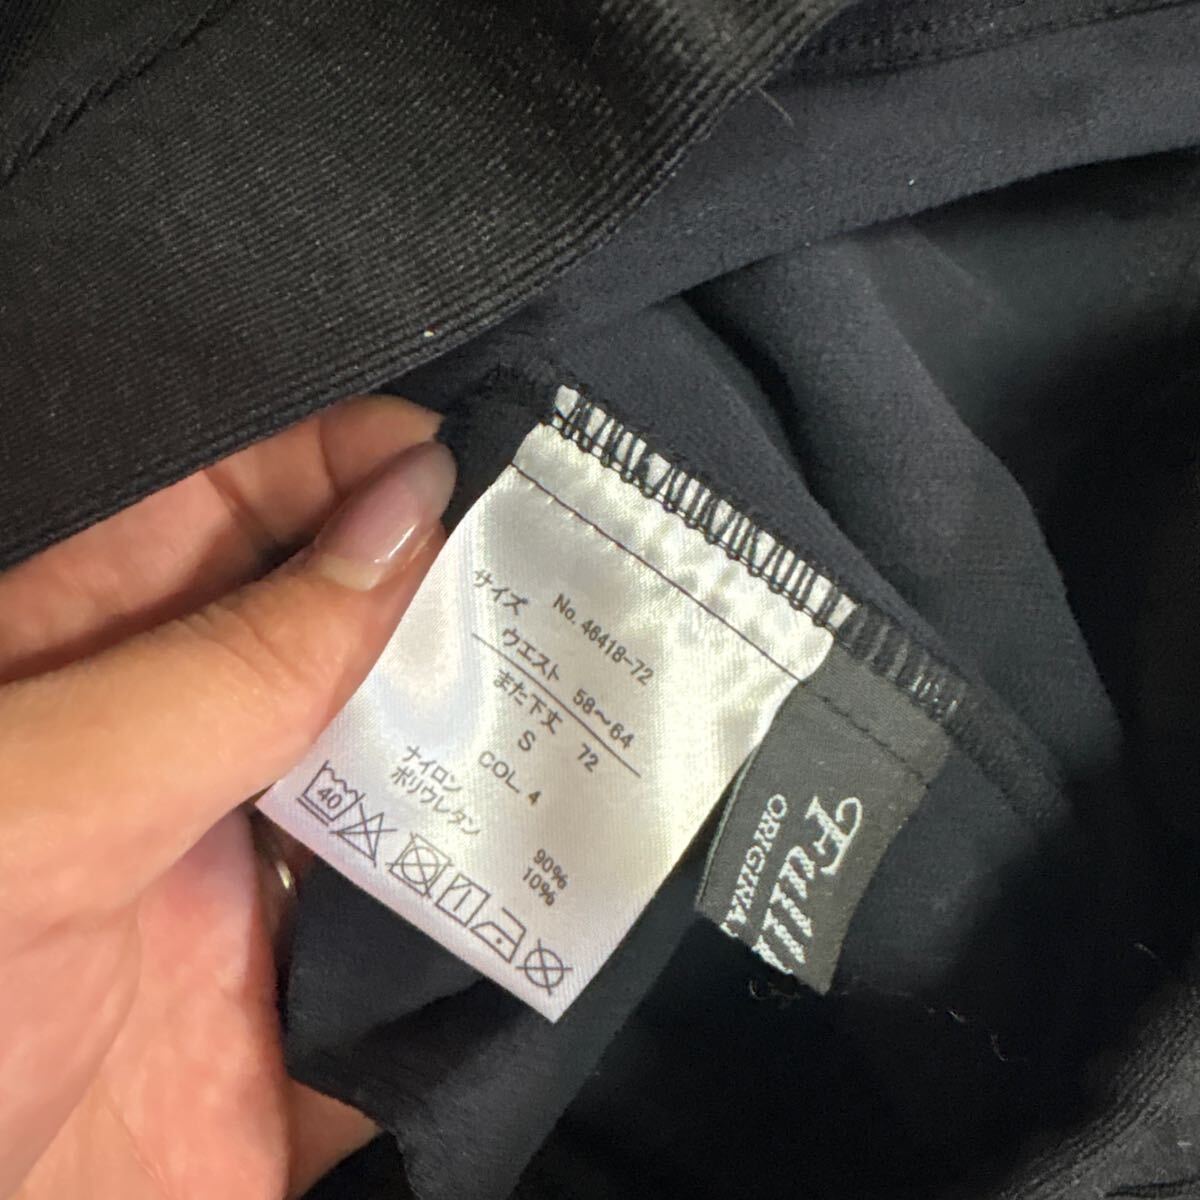 No. 46418-72
サイズ
ウエスト 58〜64
また下丈 72
S
COL. 4
ナイロン 90%
ポリウレタン 10%
40
ORIGINA